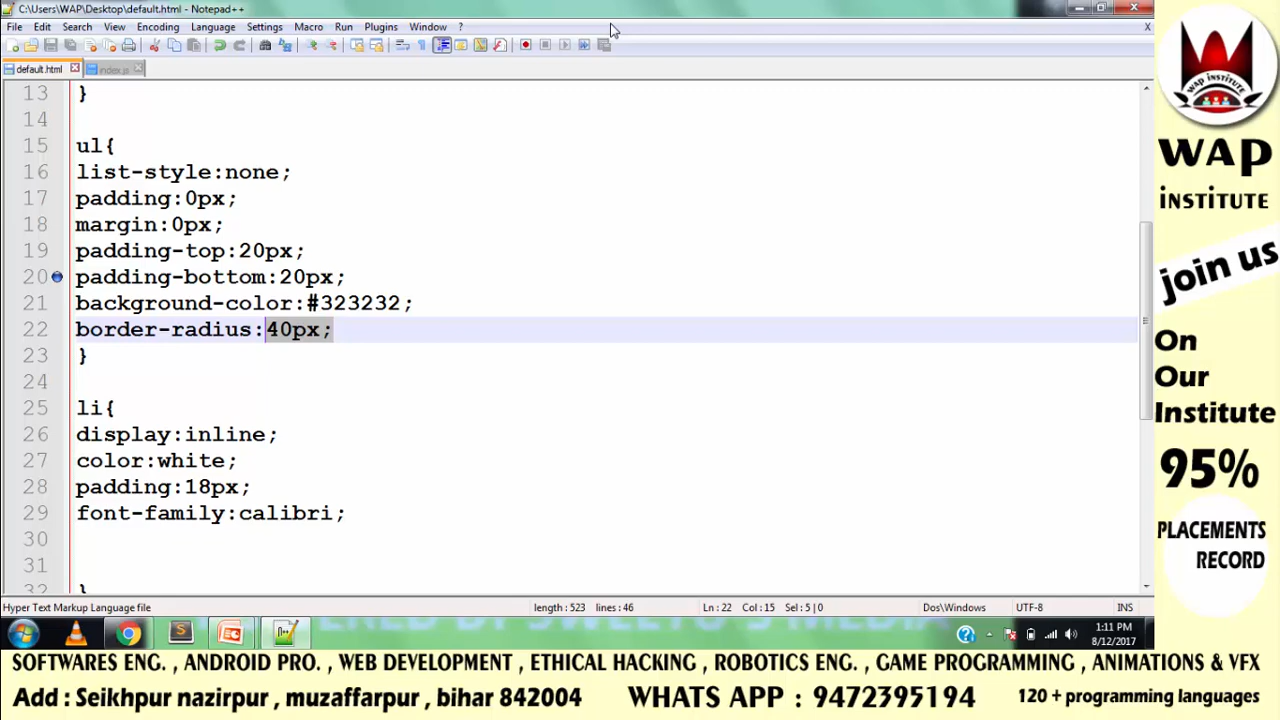 C:\Users\WAP\Desktop\default.html - Notepad++
File Edit Search View Encoding Language Settings Macro Run Plugins Window ? X
default.html index.js
13 }
14
15 ul{
16 list-style:none;
17 padding:0px;
18 margin:0px;
19 padding-top:20px;
20 padding-bottom:20px;
21 background-color:#323232;
22 border-radius:40px;
23 }
24
25 li{
26 display:inline;
27 color:white;
28 padding:18px;
29 font-family:calibri;
30
31
32 }
Hyper Text Markup Language file length : 523 lines : 46 Ln : 22 Col : 15 Sel : 5 | 0 Dos\Windows UTF-8 INS
1:11 PM
8/12/2017
WAP
INSTITUTE
join us
On
Our
Institute
95%
PLACEMENTS
RECORD
SOFTWARES ENG. , ANDROID PRO. , WEB DEVELOPMENT , ETHICAL HACKING , ROBOTICS ENG. , GAME PROGRAMMING , ANIMATIONS & VFX
Add : Seikhpur nazirpur , muzaffarpur , bihar 842004 WHATS APP : 9472395194 120 + programming languages